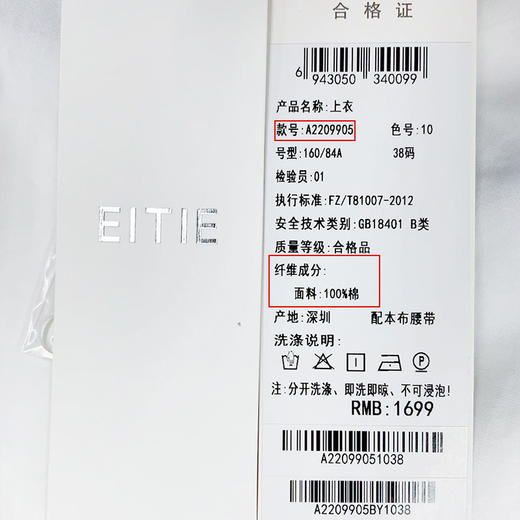 合格证
6 943050 340099
产品名称:上衣
款号:A2209905 色号:10
号型:160/84A 38码
检验员:01
执行标准:FZ/T81007-2012
安全技术类别:GB18401 B类
质量等级:合格品
纤维成分:
面料:100%棉
产地:深圳 配本布腰带
洗涤说明:
注:分开洗涤、即洗即晾、不可浸泡!
RMB:1699
A22099051038
A2209905BY1038
EITIE